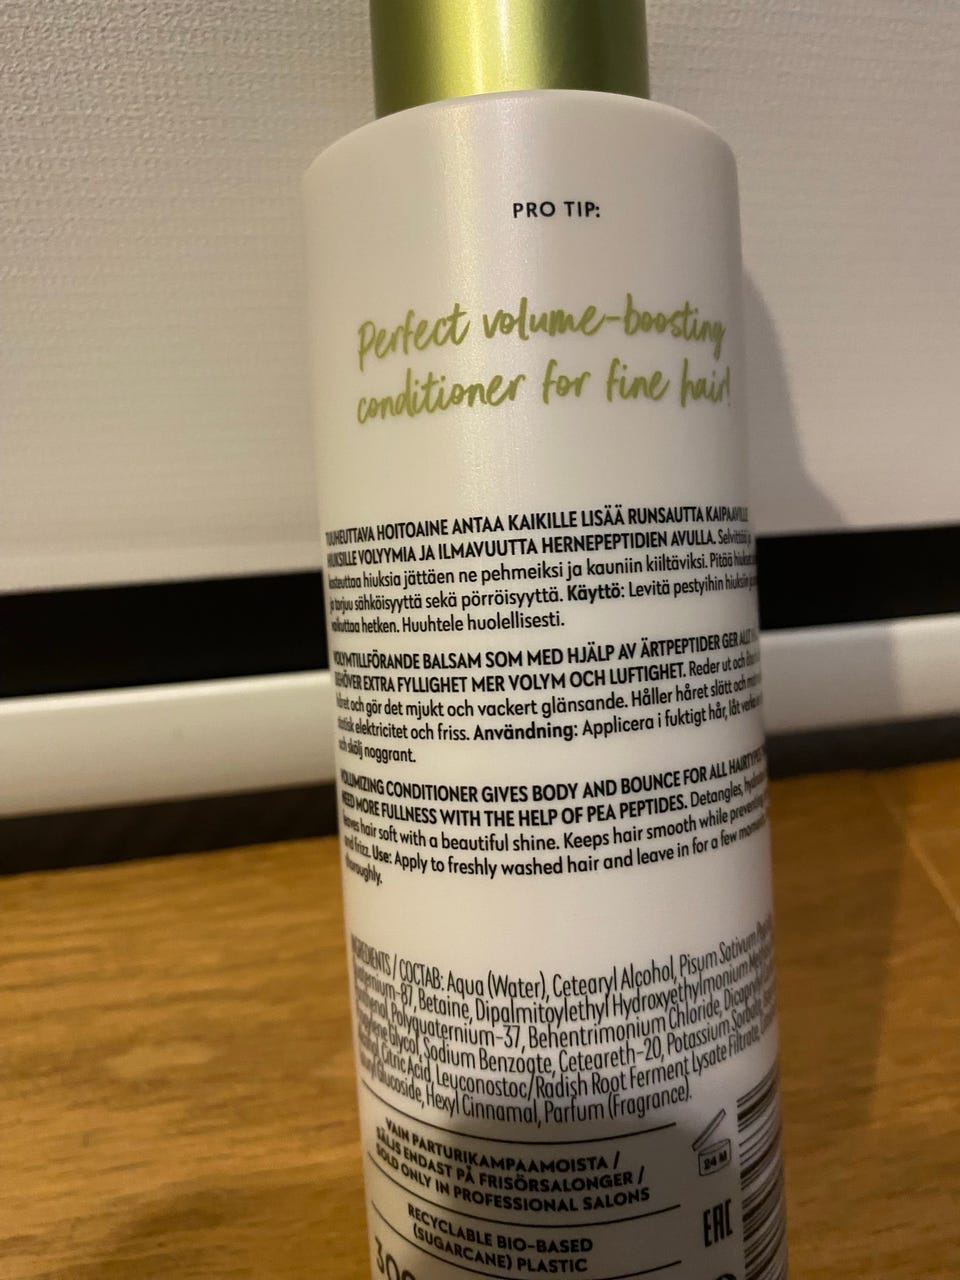 PRO TIP:
Perfect volume-boosting
conditioner for fine hair!
TUUHEUTTAVA HOITOAINE ANTAA KAIKILLE LISÄÄ RUNSAUTTA KAIPAAVILLE
HIUKSILLE VOLYYMIA JA ILMAVUUTTA HERNEPEPTIDIEN AVULLA. Selvittää ja
kosteuttaa hiuksia jättäen ne pehmeiksi ja kauniin kiiltäviksi. Pitää hiukset
ja torjuu sähköisyyttä sekä pörröisyyttä. Käyttö: Levitä pestyihin hiuksiin ja
vaikuttaa hetken. Huuhtele huolellisesti.
VOLYMTILLFÖRANDE BALSAM SOM MED HJÄLP AV ÄRTPEPTIDER GER ALLT
BEHÖVER EXTRA FYLLIGHET MER VOLYM OCH LUFTIGHET. Reder ut och
håret och gör det mjukt och vackert glänsande. Håller håret slätt och
statisk elektricitet och friss. Användning: Applicera i fuktigt hår, låt verka
och skölj noggrant.
VOLUMIZING CONDITIONER GIVES BODY AND BOUNCE FOR ALL HAIRTYPES
NEED MORE FULLNESS WITH THE HELP OF PEA PEPTIDES. Detangles,
leaves hair soft with a beautiful shine. Keeps hair smooth while preventing
and frizz. Use: Apply to freshly washed hair and leave in for a few moments.
thoroughly.
INGREDIENTS / СОСТАВ: Aqua (Water), Cetearyl Alcohol, Pisum Sativum
Quaternium-87, Betaine, Dipalmitoylethyl Hydroxyethylmonium
Panthenol, Polyquaternium-37, Behentrimonium Chloride, Dicaprylyl
Propylene Glycol, Sodium Benzoate, Ceteareth-20, Potassium Sorbate,
Citric Acid, Leuconostoc/Radish Root Ferment Lysate Filtrate,
Glucoside, Hexyl Cinnamal, Parfum (Fragrance).
VAIN PARTURIKAMPAAMOISTA /
SÄLJS ENDAST PÅ FRISÖRSALONGER /
SOLD ONLY IN PROFESSIONAL SALONS
24 M
RECYCLABLE BIO-BASED
(SUGARCANE) PLASTIC
EAC
300